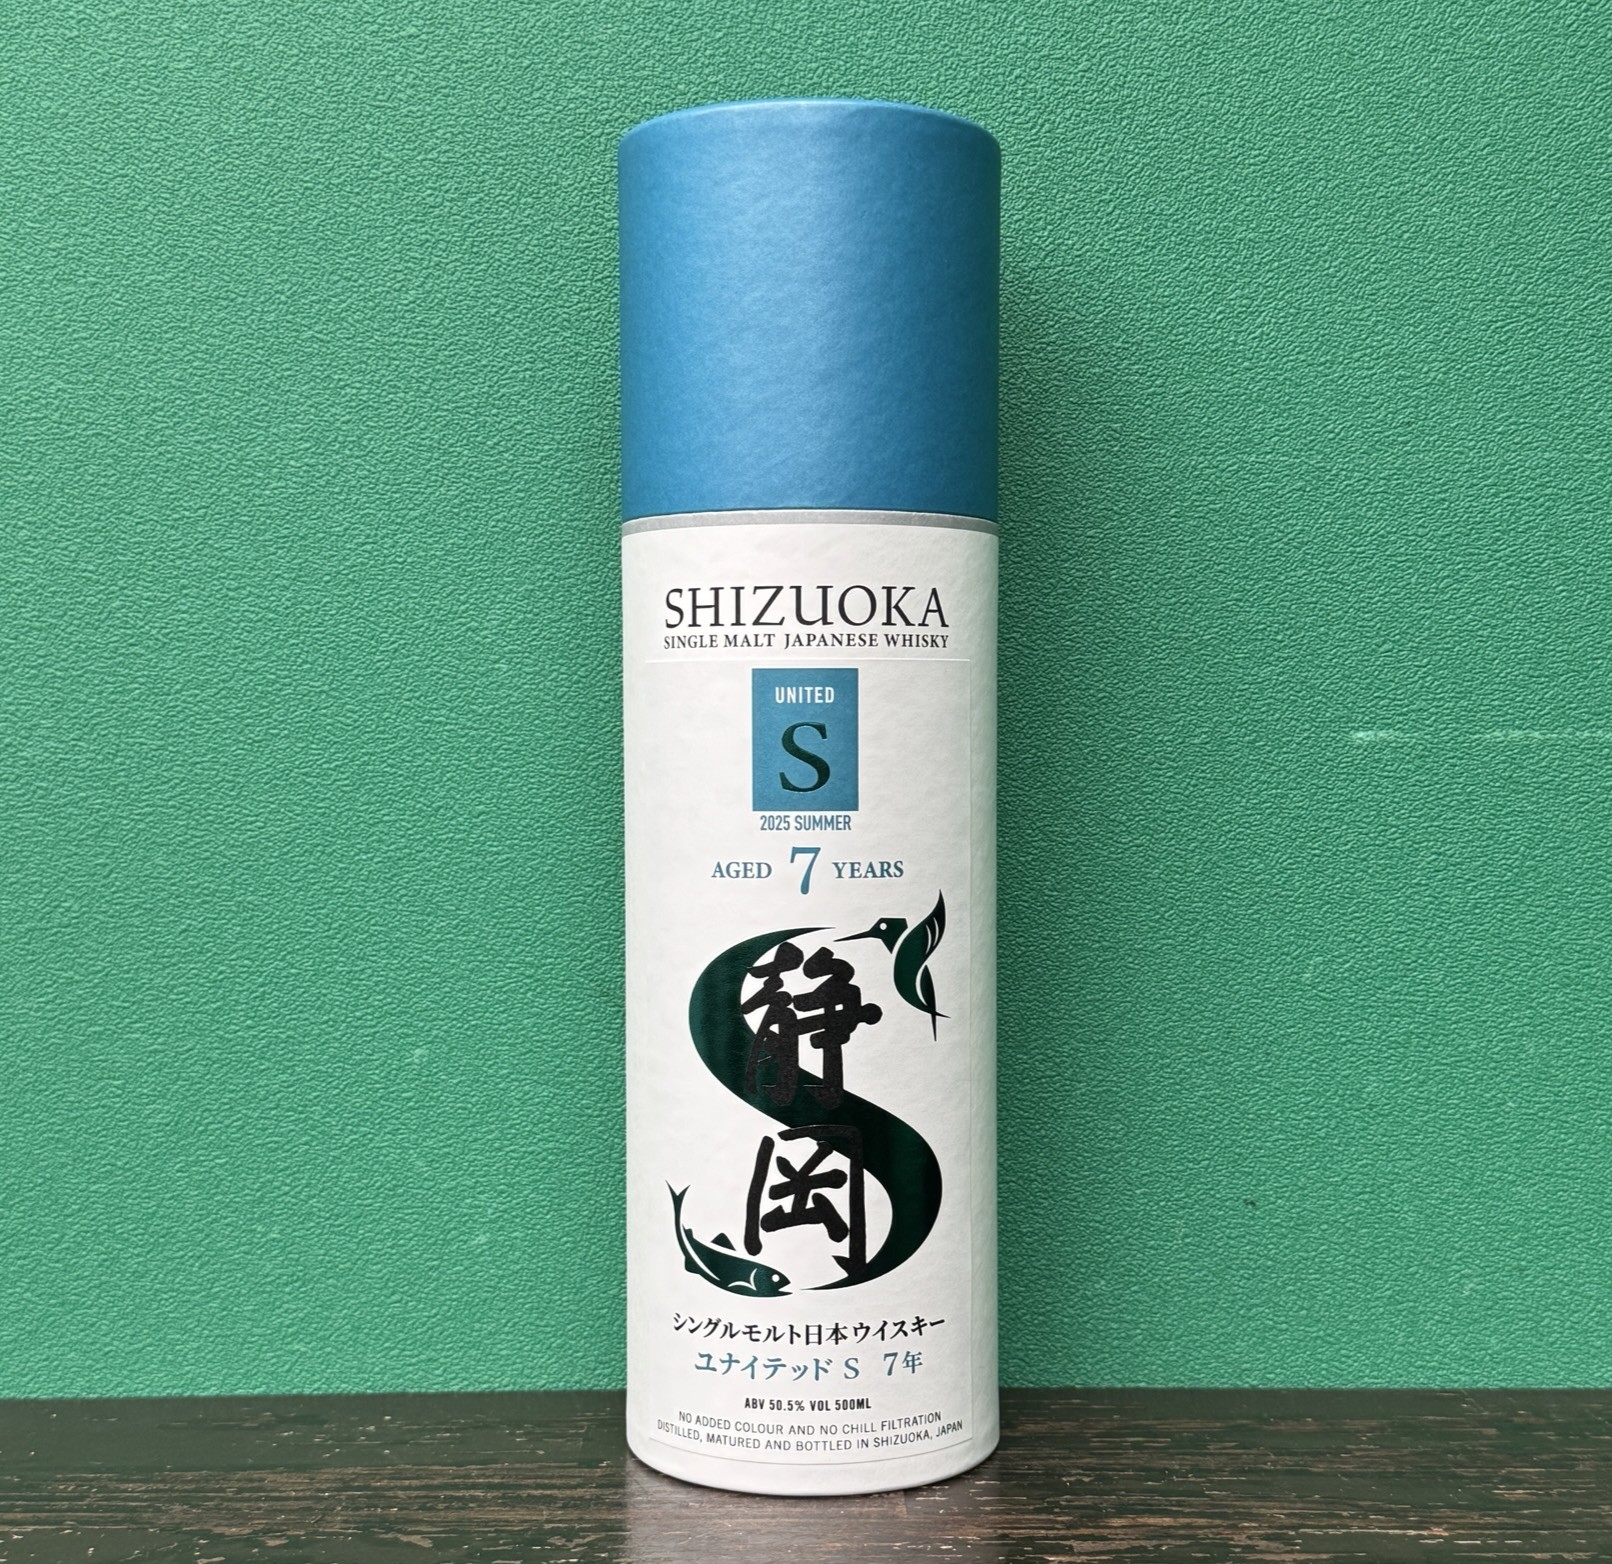 SHIZUOKA
SINGLE MALT JAPANESE WHISKY
UNITED
S
2025 SUMMER
AGED 7 YEARS
静
岡
シングルモルト日本ウイスキー
ユナイテッド S 7年
ABV 50.5% VOL 500ML
NO ADDED COLOUR AND NO CHILL FILTRATION
DISTILLED, MATURED AND BOTTLED IN SHIZUOKA, JAPAN